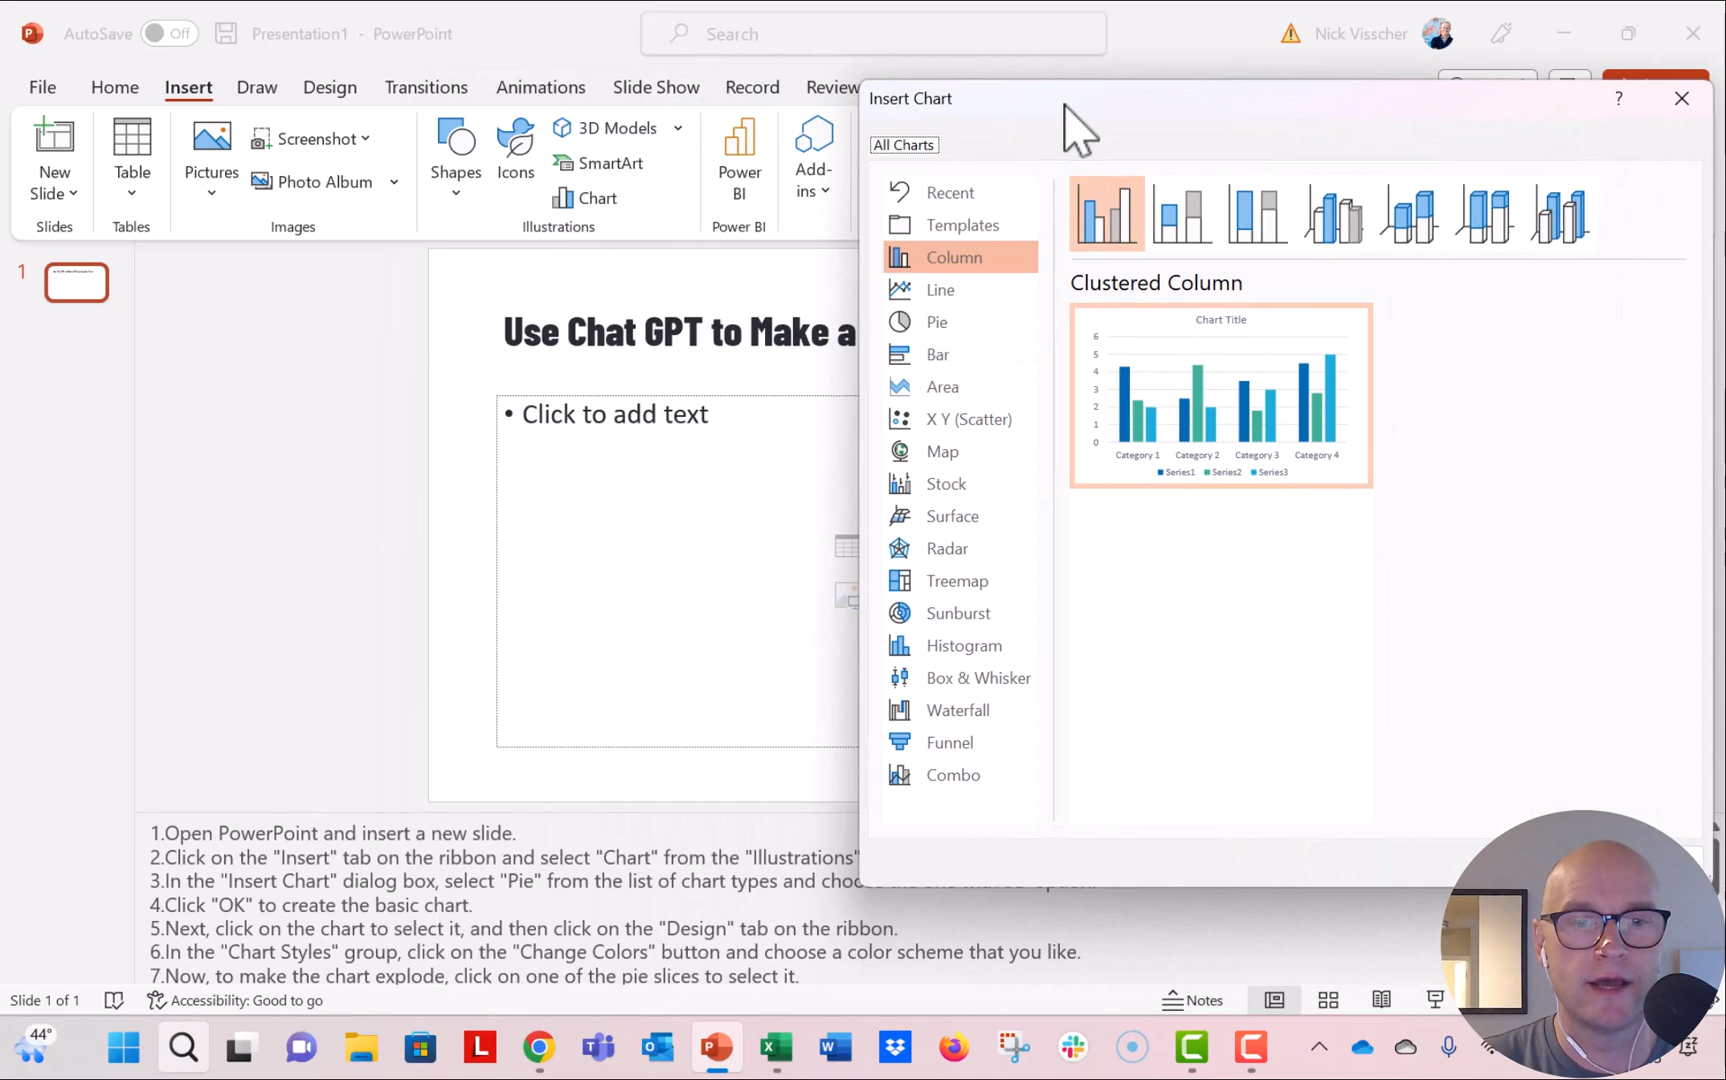 AutoSave Off Presentation1 - PowerPoint Search Nick Visscher
File Home Insert Draw Design Transitions Animations Slide Show Record Review
New Slide
Table
Pictures
Screenshot
Photo Album
Shapes
Icons
3D Models
SmartArt
Chart
Power BI
Add-ins
Slides Tables Images Illustrations Power BI
Insert Chart ?
All Charts
Recent
Templates
Column
Line
Pie
Bar
Area
X Y (Scatter)
Map
Stock
Surface
Radar
Treemap
Sunburst
Histogram
Box & Whisker
Waterfall
Funnel
Combo
Clustered Column
Chart Title
6
5
4
3
2
1
0
Category 1 Category 2 Category 3 Category 4
Series1 Series2 Series3
1
Use Chat GPT to Make a
• Click to add text
1.Open PowerPoint and insert a new slide.
2.Click on the "Insert" tab on the ribbon and select "Chart" from the "Illustrations"
3.In the "Insert Chart" dialog box, select "Pie" from the list of chart types and
4.Click "OK" to create the basic chart.
5.Next, click on the chart to select it, and then click on the "Design" tab on the ribbon.
6.In the "Chart Styles" group, click on the "Change Colors" button and choose a color scheme that you like.
7.Now, to make the chart explode, click on one of the pie slices to select it.
Slide 1 of 1 Accessibility: Good to go Notes
44°